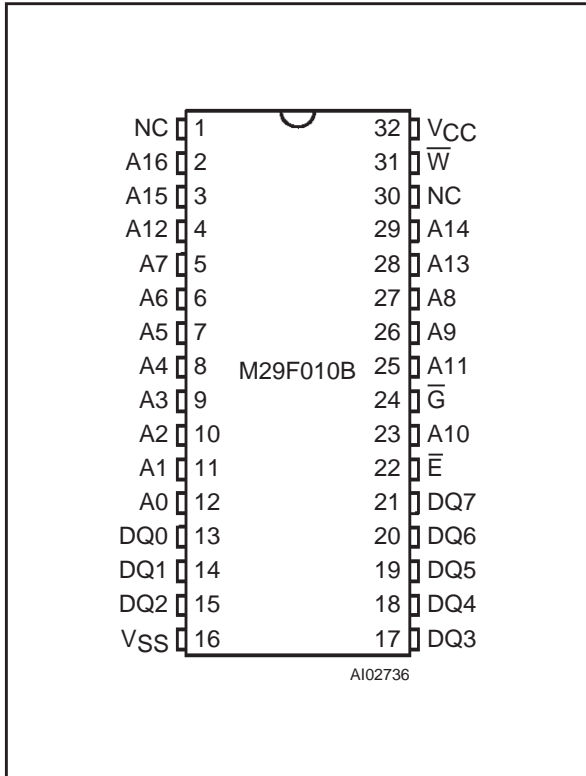 NC 1 32 VCC
A16 2 31 W̅
A15 3 30 NC
A12 4 29 A14
A7 5 28 A13
A6 6 27 A8
A5 7 26 A9
A4 8 M29F010B 25 A11
A3 9 24 G̅
A2 10 23 A10
A1 11 22 E̅
A0 12 21 DQ7
DQ0 13 20 DQ6
DQ1 14 19 DQ5
DQ2 15 18 DQ4
VSS 16 17 DQ3
AI02736